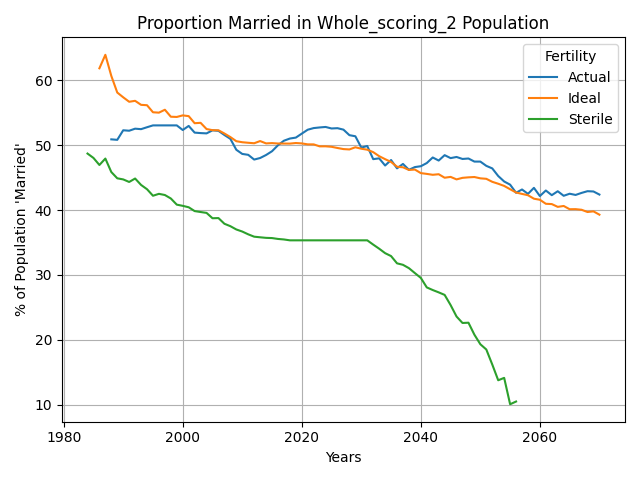 Proportion Married in Whole_scoring_2 Population
% of Population 'Married'
60
50
40
30
20
10
Fertility
Actual
Ideal
Sterile
1980
2000
2020
2040
2060
Years